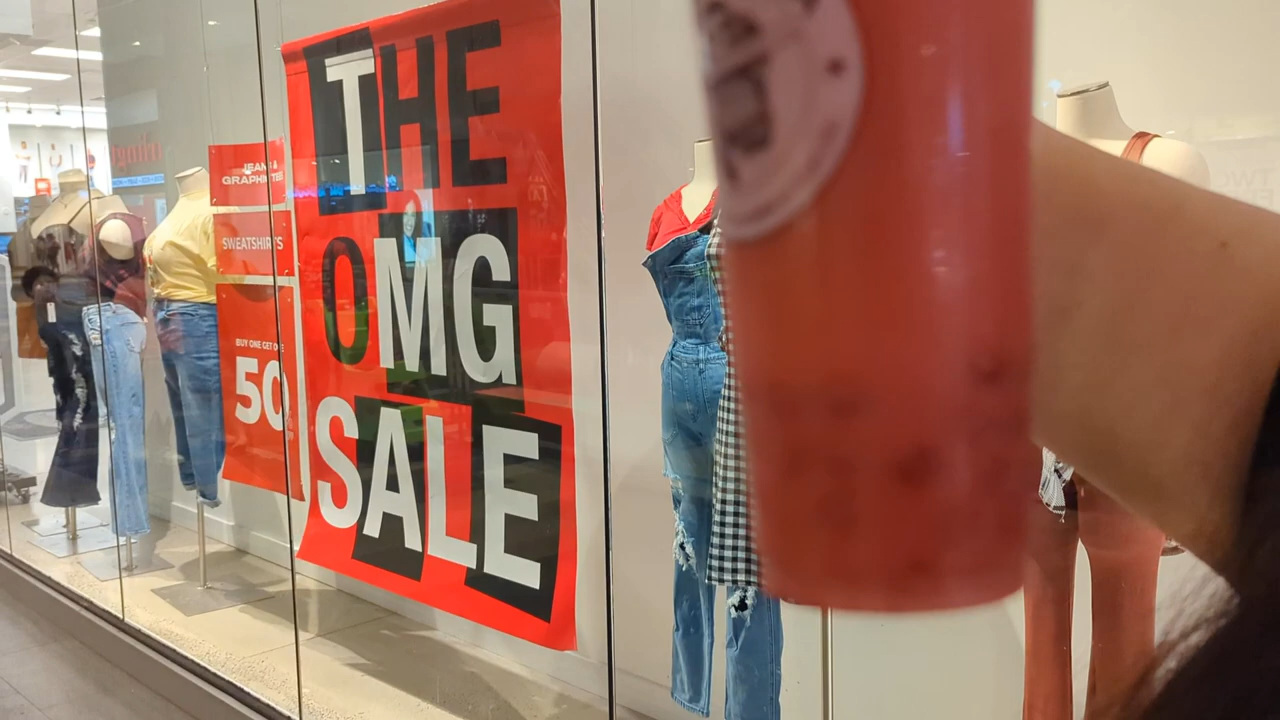 THE
OMG
SALE
JEANS &
GRAPHIC TEES
SWEATSHIRTS
BUY ONE GET ONE
50